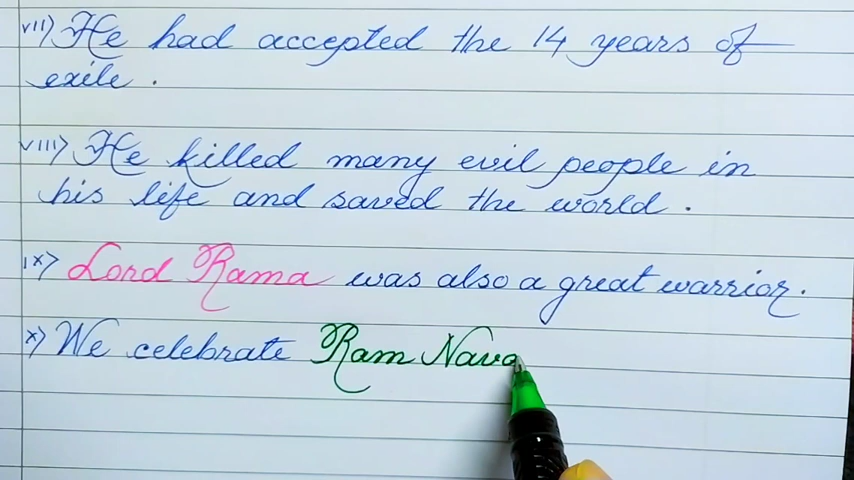 vii) He had accepted the 14 years of
exile.
viii) He killed many evil people in
his life and saved the world.
ix) Lord Rama was also a great warrior.
x) We celebrate Ram Nava